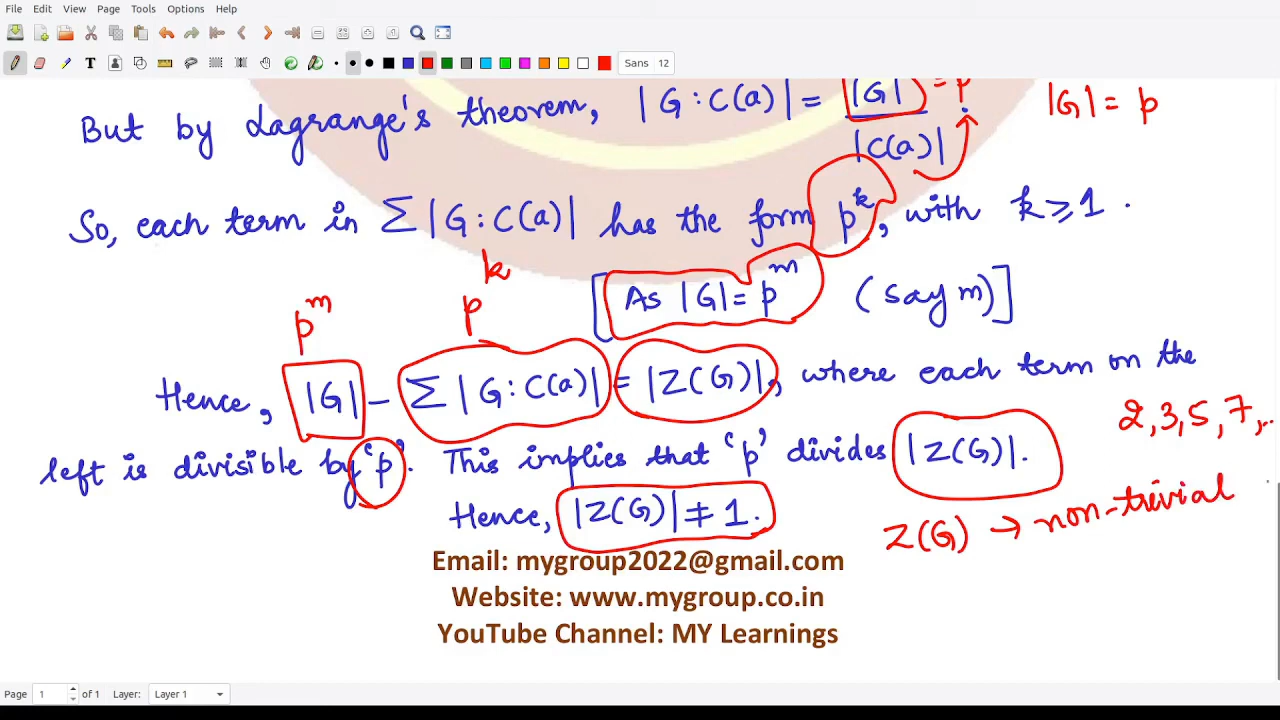 File Edit View Page Tools Options Help
Sans 12
But by Lagrange's theorem, |G : C(a)| = |G| / |C(a)| = p |G| = p
So, each term in Σ |G : C(a)| has the form p^k, with k ≥ 1.
p^k
[As |G| = p^m (say m)]
p^m
Hence, |G| - Σ |G : C(a)| = |Z(G)|, where each term on the
2, 3, 5, 7, ..
left is divisible by 'p'. This implies that 'p' divides |Z(G)|.
Hence, |Z(G)| ≠ 1.
Z(G) → non-trivial
Email: mygroup2022@gmail.com
Website: www.mygroup.co.in
YouTube Channel: MY Learnings
Page 1 of 1 Layer: Layer 1